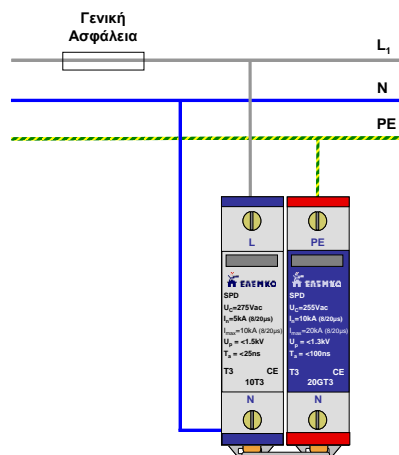 Γενική
Ασφάλεια
L1
N
PE
L
ΕΛΕΜΚΟ
SPD
UC=275Vac
In=5kA (8/20μs)
Imax=10kA (8/20μs)
Up =<1.5kV
Ta = <25ns
T3 CE
10T3
N
PE
ΕΛΕΜΚΟ
SPD
UC=255Vac
In=10kA (8/20μs)
Imax=20kA (8/20μs)
Up =<1.3kV
Ta = <100ns
T3 CE
20GT3
N